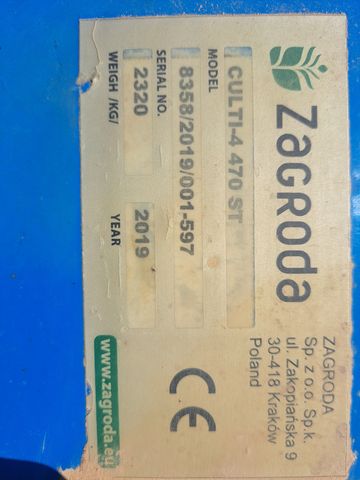 ZAGRODA
ZAGRODA
Sp. z o.o. Sp.k.
ul. Zakopiańska 9
30-418 Kraków
Poland
MODEL
CULTI-4 470 ST
SERIAL NO.
8358/2019/001-597
WEIGH /KG/
2320
YEAR
2019
CE
www.zagroda.eu